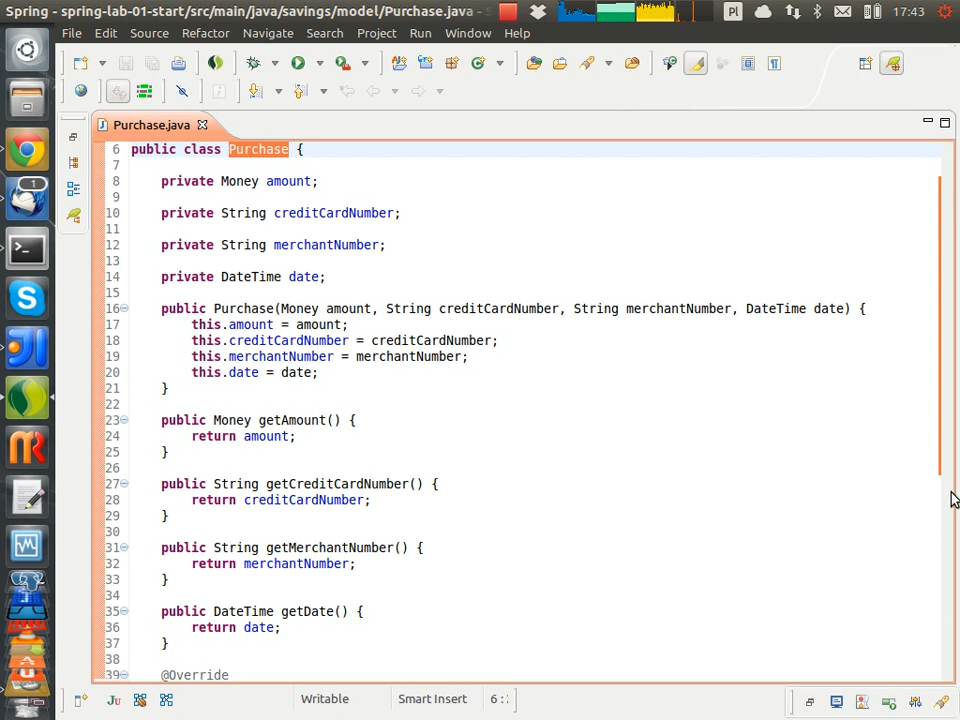 Spring - spring-lab-01-start/src/main/java/savings/model/Purchase.java -
Pl
17:43
File Edit Source Refactor Navigate Search Project Run Window Help
Purchase.java
6 public class Purchase {
7
8 private Money amount;
9
10 private String creditCardNumber;
11
12 private String merchantNumber;
13
14 private DateTime date;
15
16 public Purchase(Money amount, String creditCardNumber, String merchantNumber, DateTime date) {
17 this.amount = amount;
18 this.creditCardNumber = creditCardNumber;
19 this.merchantNumber = merchantNumber;
20 this.date = date;
21 }
22
23 public Money getAmount() {
24 return amount;
25 }
26
27 public String getCreditCardNumber() {
28 return creditCardNumber;
29 }
30
31 public String getMerchantNumber() {
32 return merchantNumber;
33 }
34
35 public DateTime getDate() {
36 return date;
37 }
38
39 @Override
Writable Smart Insert 6 :
1
JU